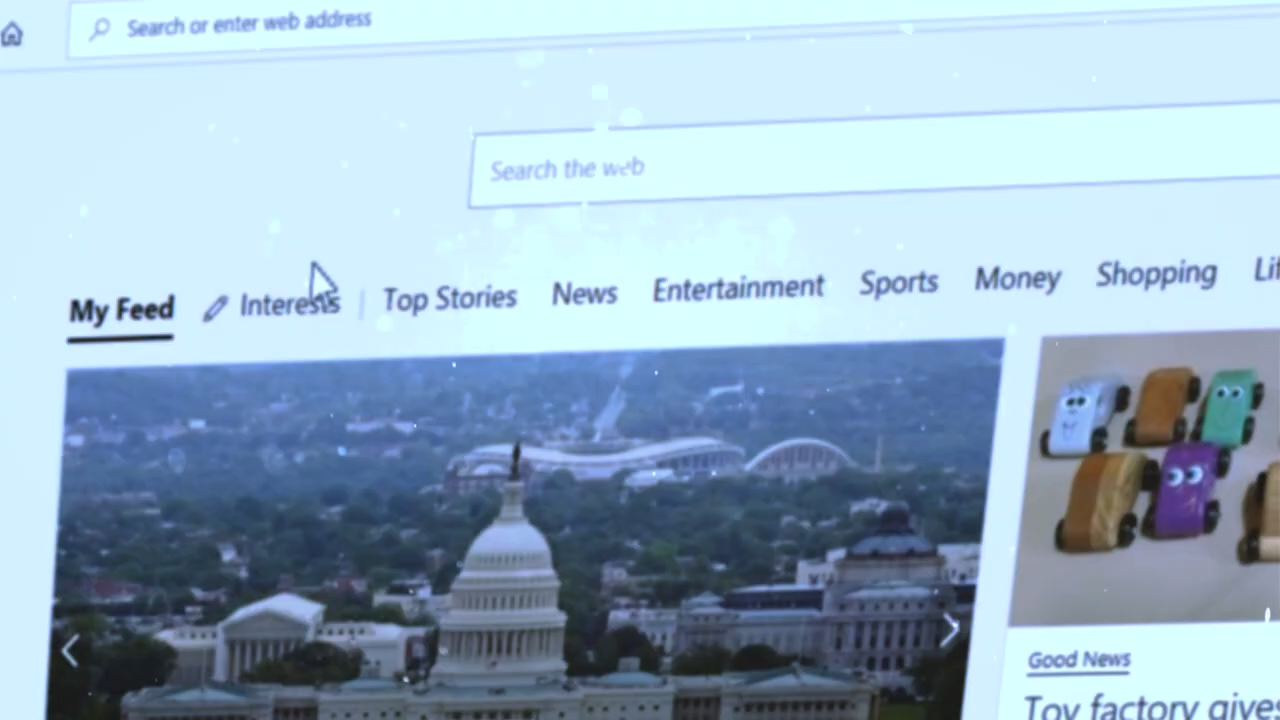 Search or enter web address
Search the web
My Feed Interests Top Stories News Entertainment Sports Money Shopping
Good News
Toy factory gives